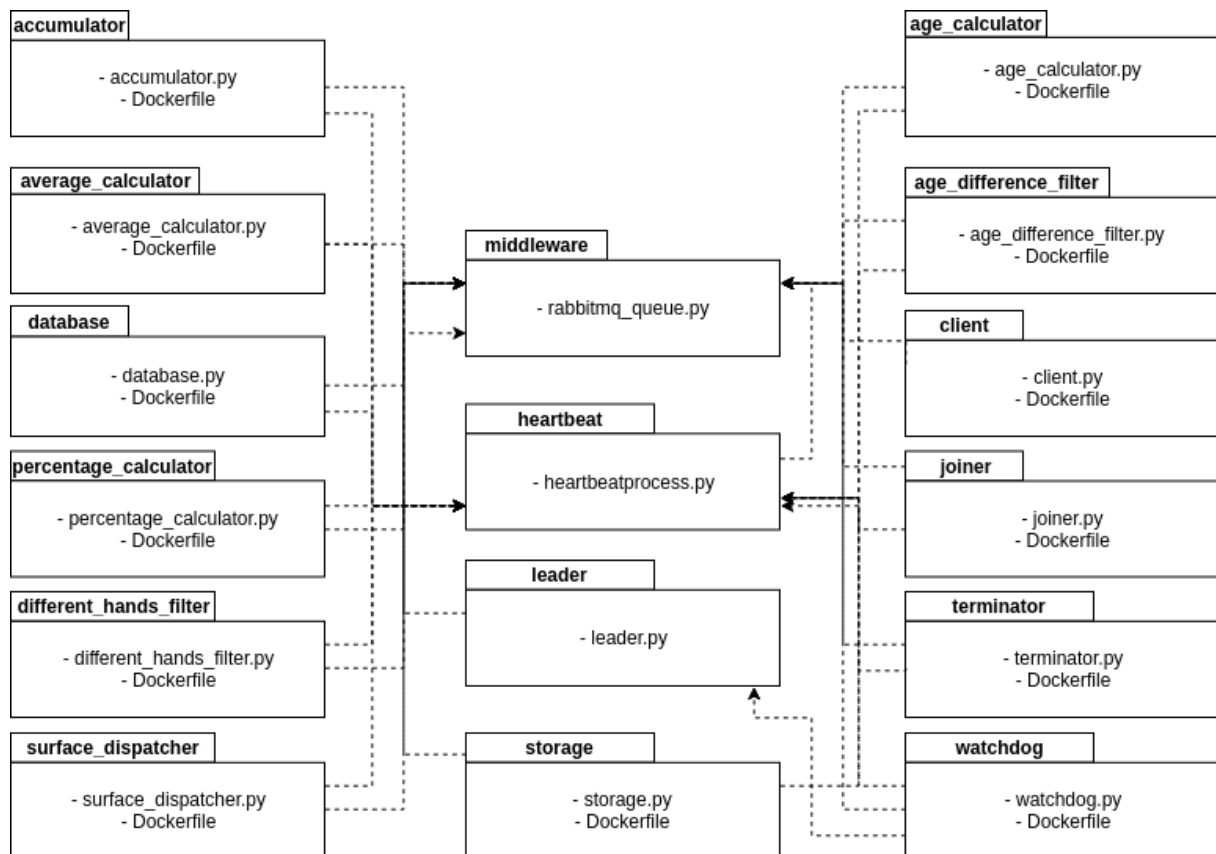 accumulator
- accumulator.py
- Dockerfile
average_calculator
- average_calculator.py
- Dockerfile
database
- database.py
- Dockerfile
percentage_calculator
- percentage_calculator.py
- Dockerfile
different_hands_filter
- different_hands_filter.py
- Dockerfile
surface_dispatcher
- surface_dispatcher.py
- Dockerfile
middleware
- rabbitmq_queue.py
heartbeat
- heartbeatprocess.py
leader
- leader.py
storage
- storage.py
- Dockerfile
age_calculator
- age_calculator.py
- Dockerfile
age_difference_filter
- age_difference_filter.py
- Dockerfile
client
- client.py
- Dockerfile
joiner
- joiner.py
- Dockerfile
terminator
- terminator.py
- Dockerfile
watchdog
- watchdog.py
- Dockerfile